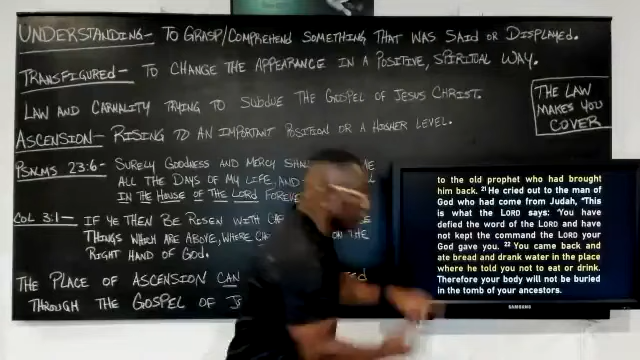 UNDERSTANDING- TO GRASP/COMPREHEND SOMETHING THAT WAS SAID OR DISPLAYED.
TRANSFIGURED- TO CHANGE THE APPEARANCE IN A POSITIVE, SPIRITUAL WAY.
LAW AND CARNALITY TRYING TO SUBDUE THE GOSPEL OF JESUS CHRIST.
ASCENSION- RISING TO AN IMPORTANT POSITION OR A HIGHER LEVEL.
THE LAW
MAKES YOU
COVER
PSALMS 23:6- SURELY GOODNESS AND MERCY ME
ALL THE DAYS OF MY LIFE, AND
IN THE HOUSE OF THE LORD
COL 3:1- IF YE THEN BE RISEN WITH
THINGS WHICH ARE ABOVE, WHERE ON THE
RIGHT HAND OF GOD.
THE PLACE OF ASCENSION CAN
THROUGH THE GOSPEL OF
to the old prophet who had brought
him back. 21 He cried out to the man of
God who had come from Judah, "This
is what the LORD says: 'You have
defied the word of the LORD and have
not kept the command the LORD your
God gave you. 22 You came back and
ate bread and drank water in the place
where he told you not to eat or drink.
Therefore your body will not be buried
in the tomb of your ancestors.
SAMSUNG